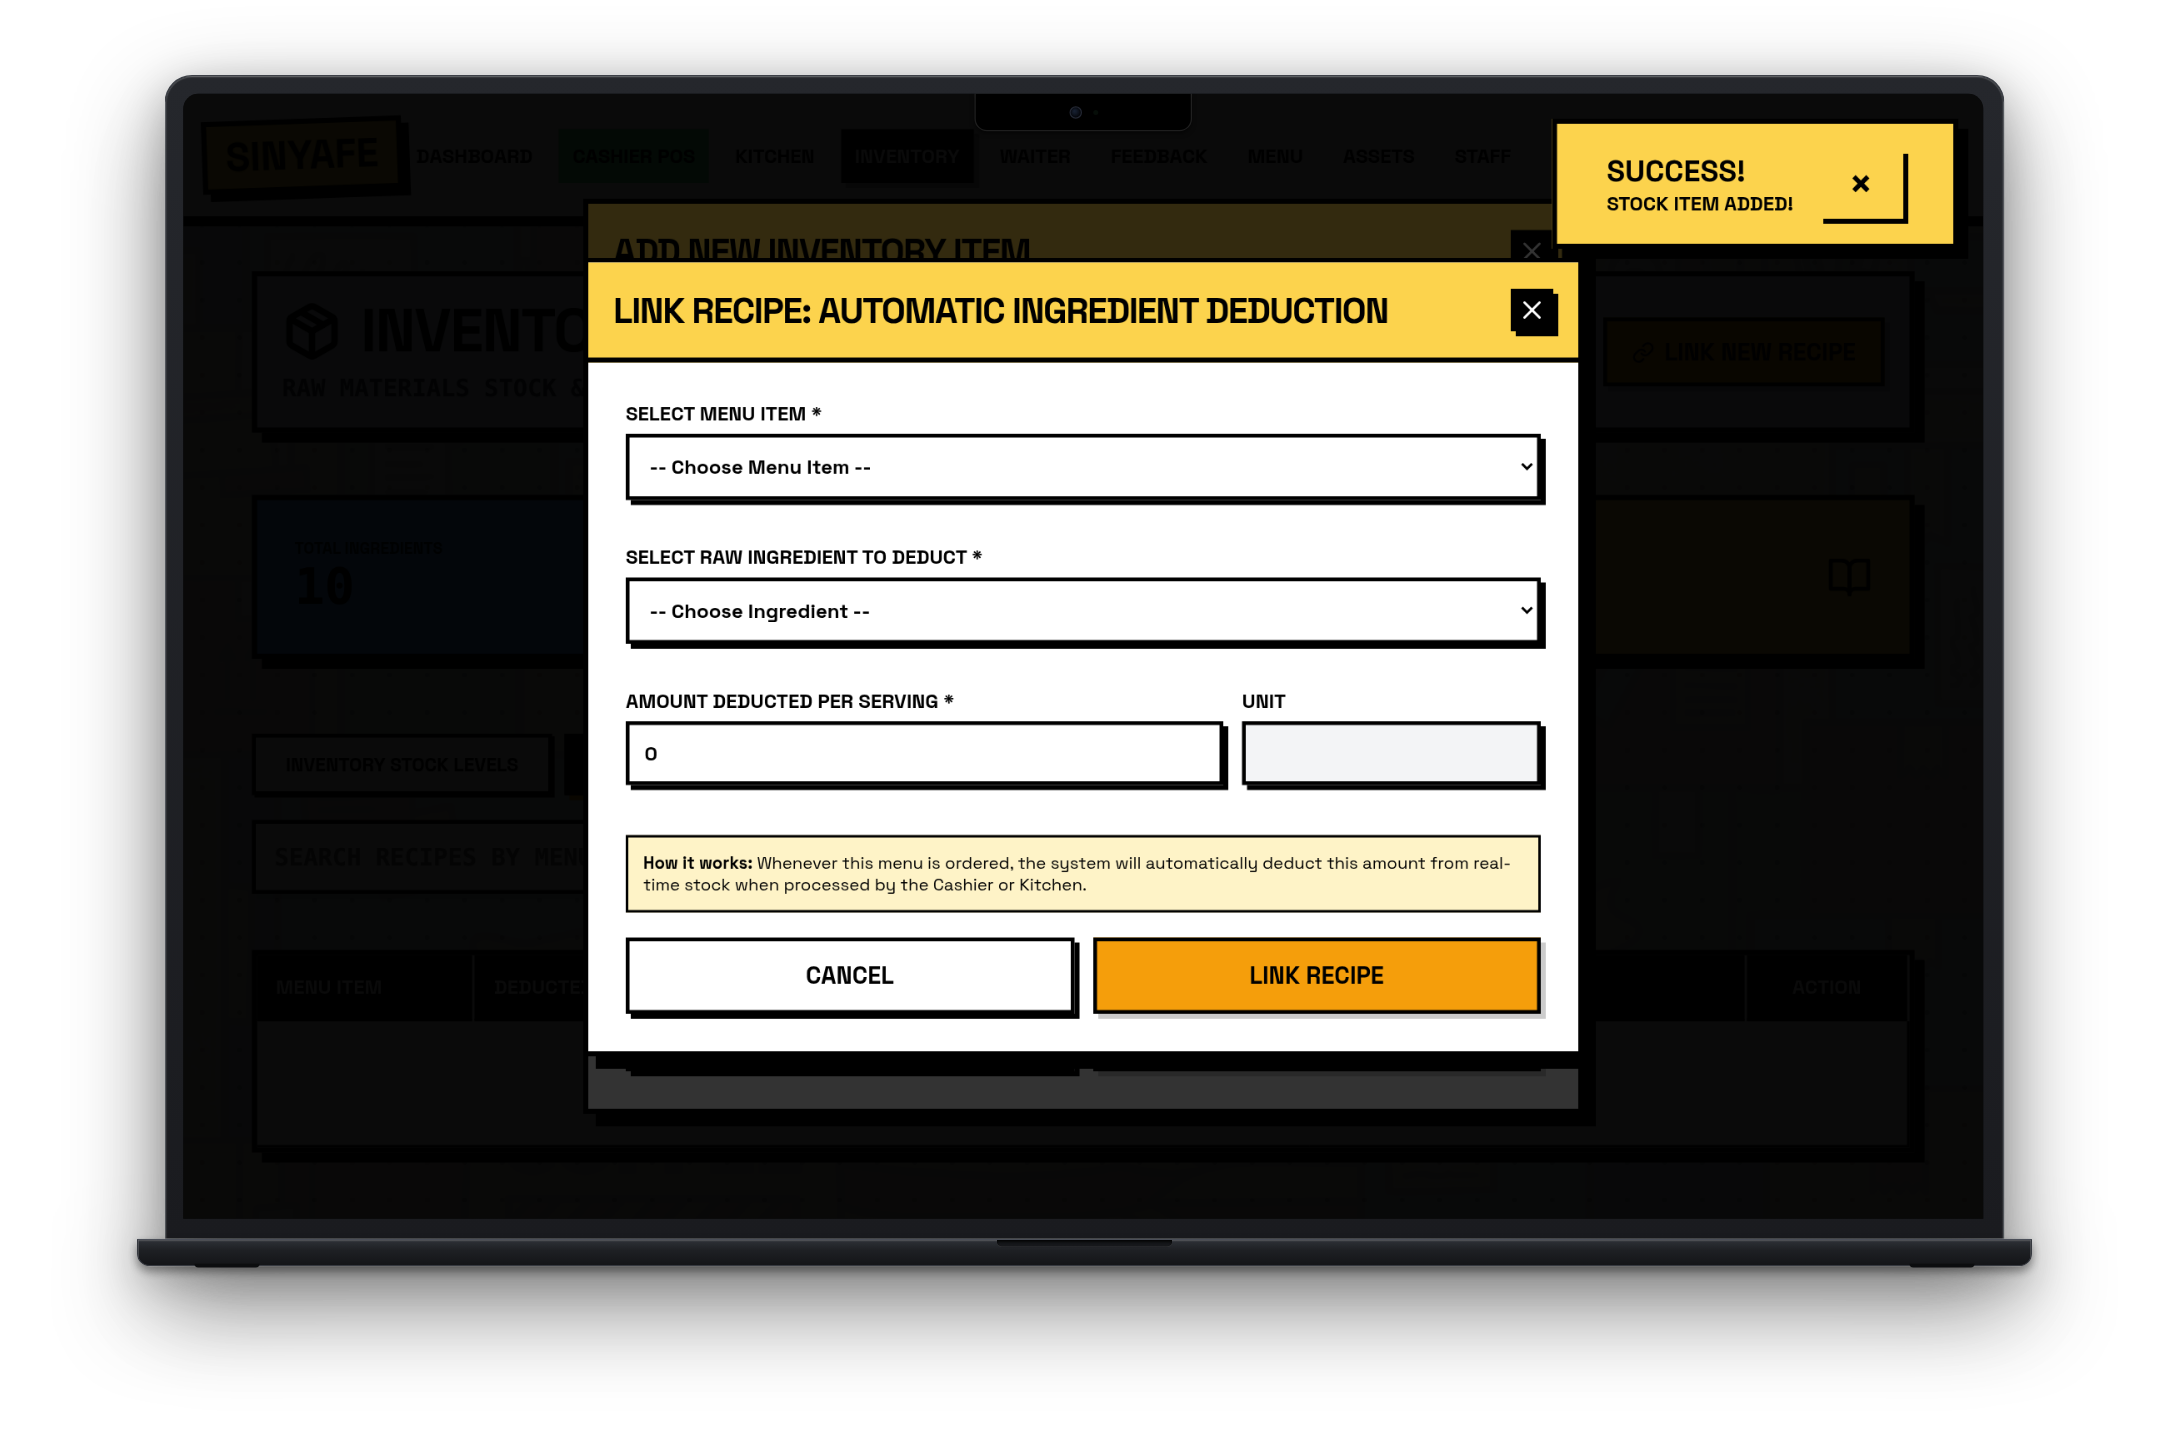 SINYAFE
DASHBOARD
CASHIER POS
KITCHEN
INVENTORY
WAITER
FEEDBACK
MENU
ASSETS
STAFF
SUCCESS!
STOCK ITEM ADDED!
ADD NEW INVENTORY ITEM
LINK RECIPE: AUTOMATIC INGREDIENT DEDUCTION
INVENTO
RAW MATERIALS STOCK &
LINK NEW RECIPE
SELECT MENU ITEM *
-- Choose Menu Item --
TOTAL INGREDIENTS
10
SELECT RAW INGREDIENT TO DEDUCT *
-- Choose Ingredient --
AMOUNT DEDUCTED PER SERVING *
UNIT
0
INVENTORY STOCK LEVELS
SEARCH RECIPES BY MEN
How it works: Whenever this menu is ordered, the system will automatically deduct this amount from real-
time stock when processed by the Cashier or Kitchen.
CANCEL
LINK RECIPE
MENU ITEM
DEDUCTE
ACTION